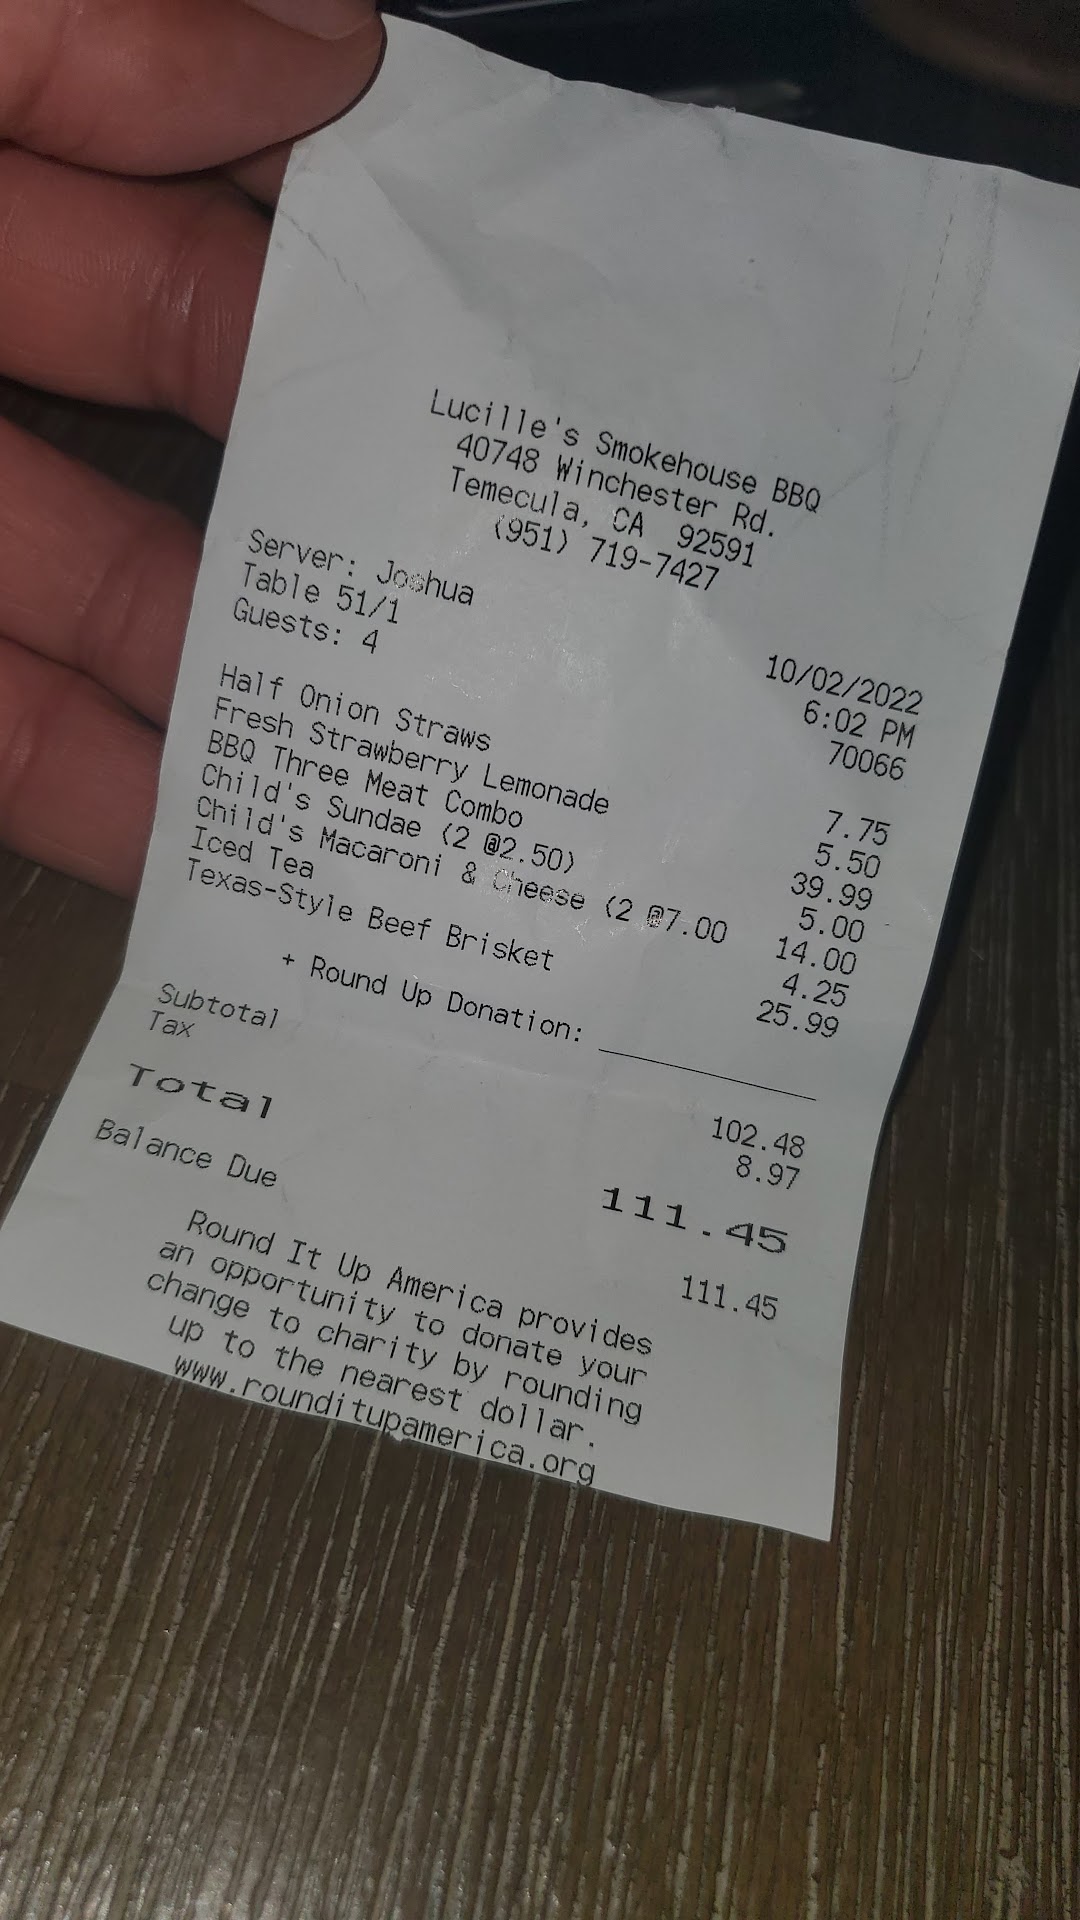 Lucille's Smokehouse BBQ
40748 Winchester Rd.
Temecula, CA 92591
(951) 719-7427
Server: Joshua 10/02/2022
Table 51/1 6:02 PM
Guests: 4 70066
Half Onion Straws 7.75
Fresh Strawberry Lemonade 5.50
BBQ Three Meat Combo 39.99
Child's Sundae (2 @2.50) 5.00
Child's Macaroni & Cheese (2 @7.00 14.00
Iced Tea 4.25
Texas-Style Beef Brisket 25.99
+ Round Up Donation: __________
Subtotal 102.48
Tax 8.97
Total 111.45
Balance Due 111.45
Round It Up America provides
an opportunity to donate your
change to charity by rounding
up to the nearest dollar.
www.rounditupamerica.org